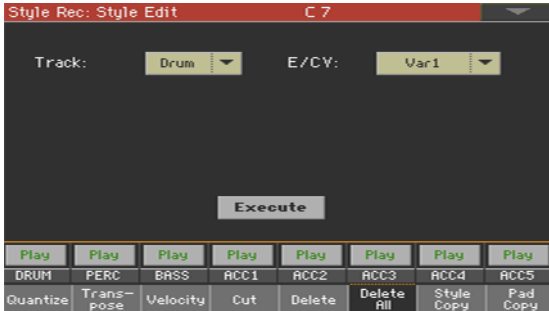 Style Rec: Style Edit C 7
Track: Drum E/CV: Var1
Execute
Play Play Play Play Play Play Play Play
DRUM PERC BASS ACC1 ACC2 ACC3 ACC4 ACC5
Quantize Trans- Velocity Cut Delete Delete Style Pad
pose All Copy Copy